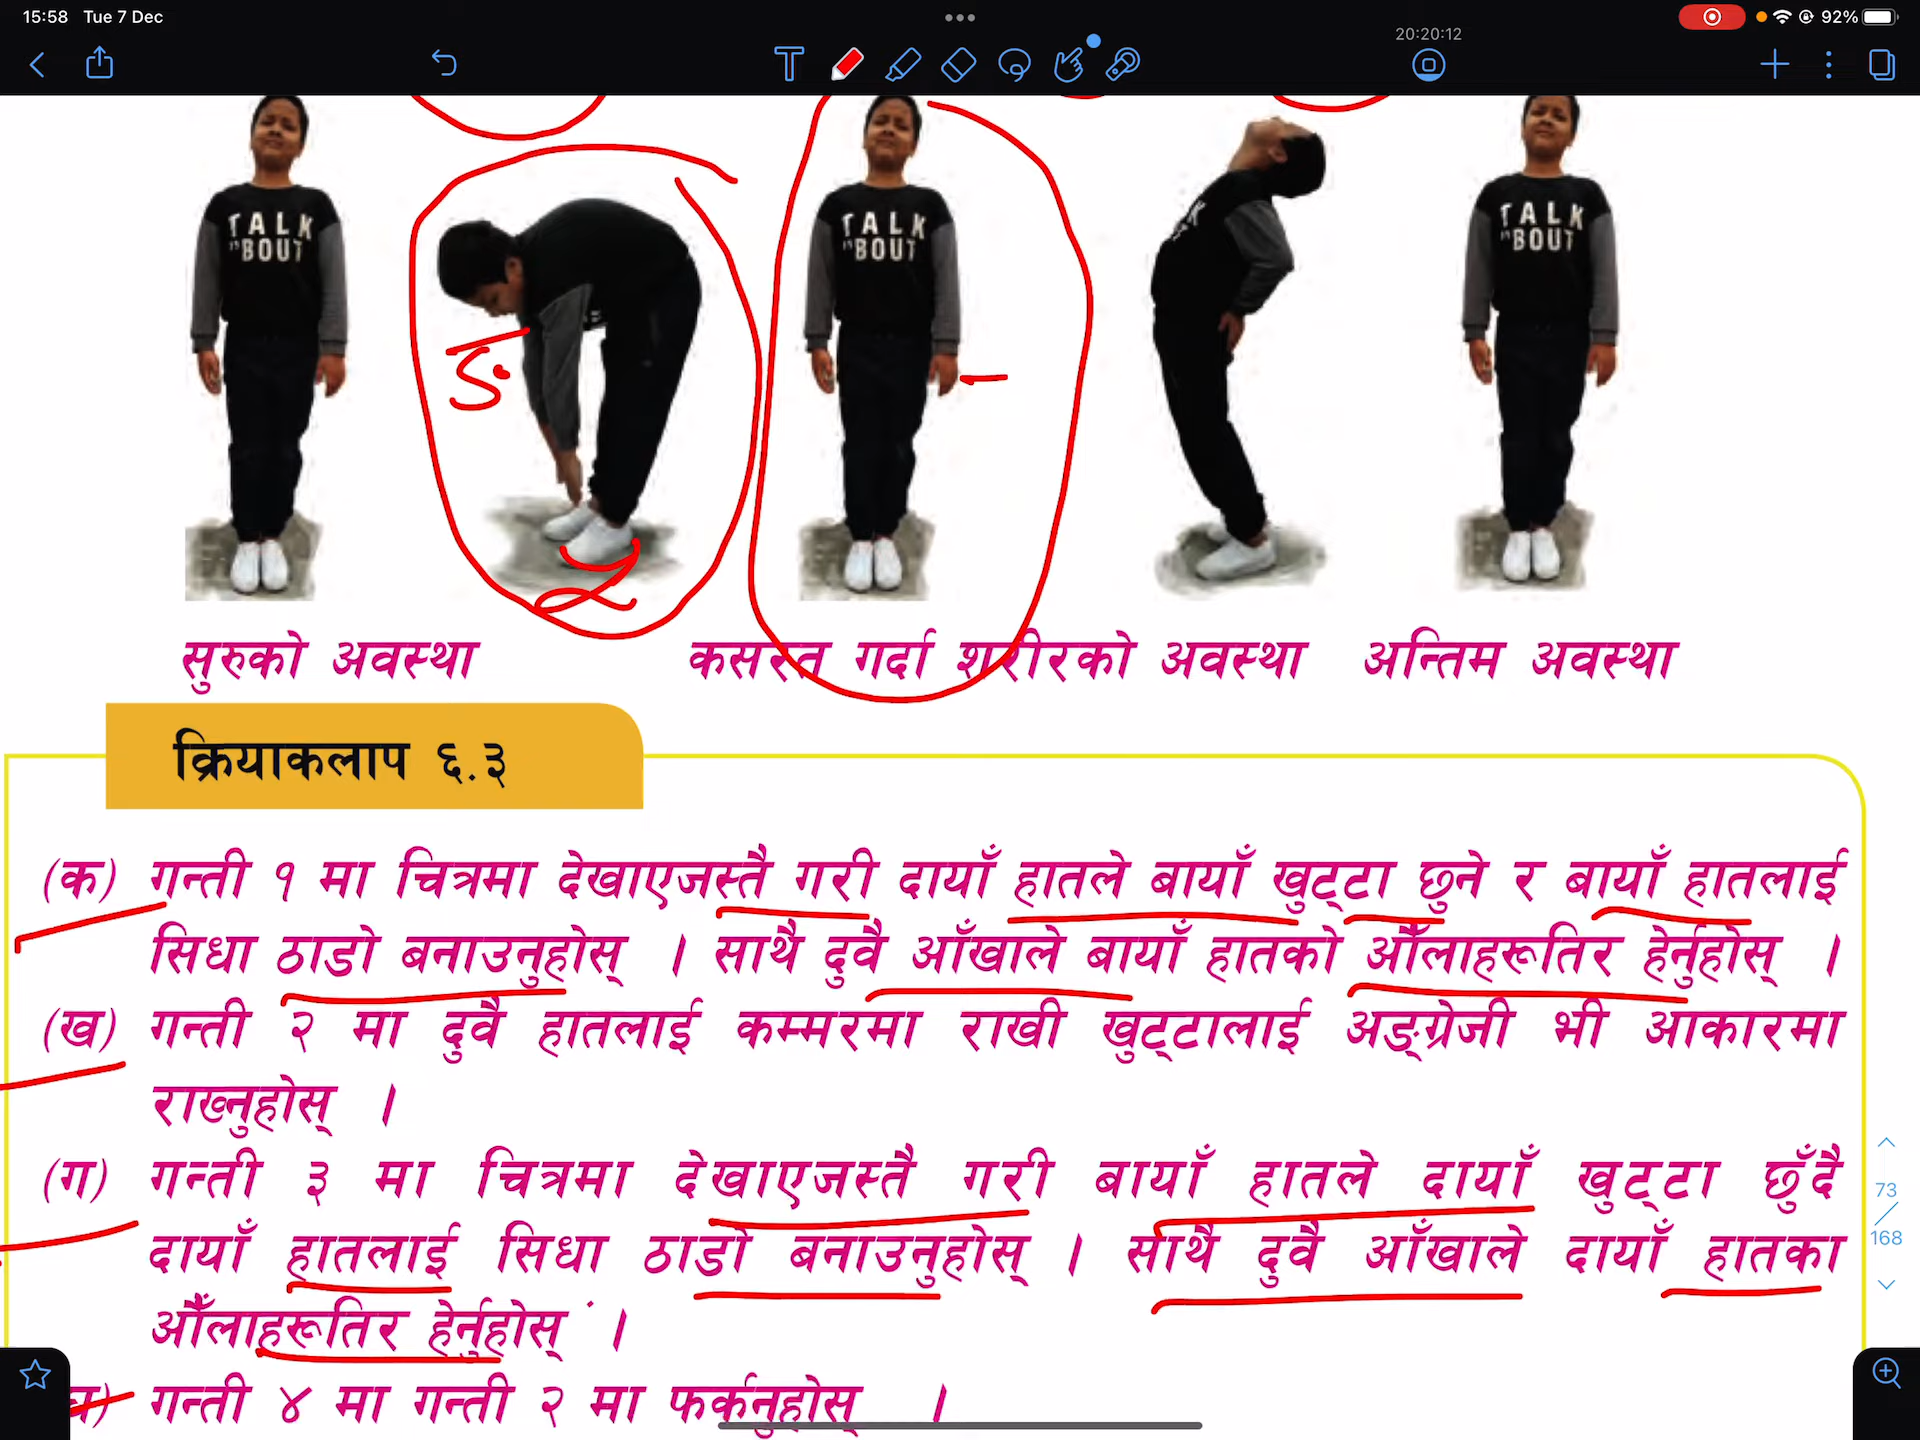 15:58 Tue 7 Dec
92%
20:20:12
TALK
'BOUT
TALK
'BOUT
TALK
'BOUT
सुरुको अवस्था
कसरत गर्दा शरीरको अवस्था
अन्तिम अवस्था
क्रियाकलाप ६.३
(क) गन्ती १ मा चित्रमा देखाएजस्तै गरी दायाँ हातले बायाँ खुट्टा छुने र बायाँ हातलाई
सिधा ठाडो बनाउनुहोस् । साथै दुवै आँखाले बायाँ हातको औँलाहरूतिर हेर्नुहोस् ।
(ख) गन्ती २ मा दुवै हातलाई कम्मरमा राखी खुट्टालाई अङ्ग्रेजी भी आकारमा
राख्नुहोस् ।
(ग) गन्ती ३ मा चित्रमा देखाएजस्तै गरी बायाँ हातले दायाँ खुट्टा छुँदै
दायाँ हातलाई सिधा ठाडो बनाउनुहोस् । साथै दुवै आँखाले दायाँ हातका
औँलाहरूतिर हेर्नुहोस् ।
गन्ती ४ मा गन्ती २ मा फर्कनुहोस् ।
73
168